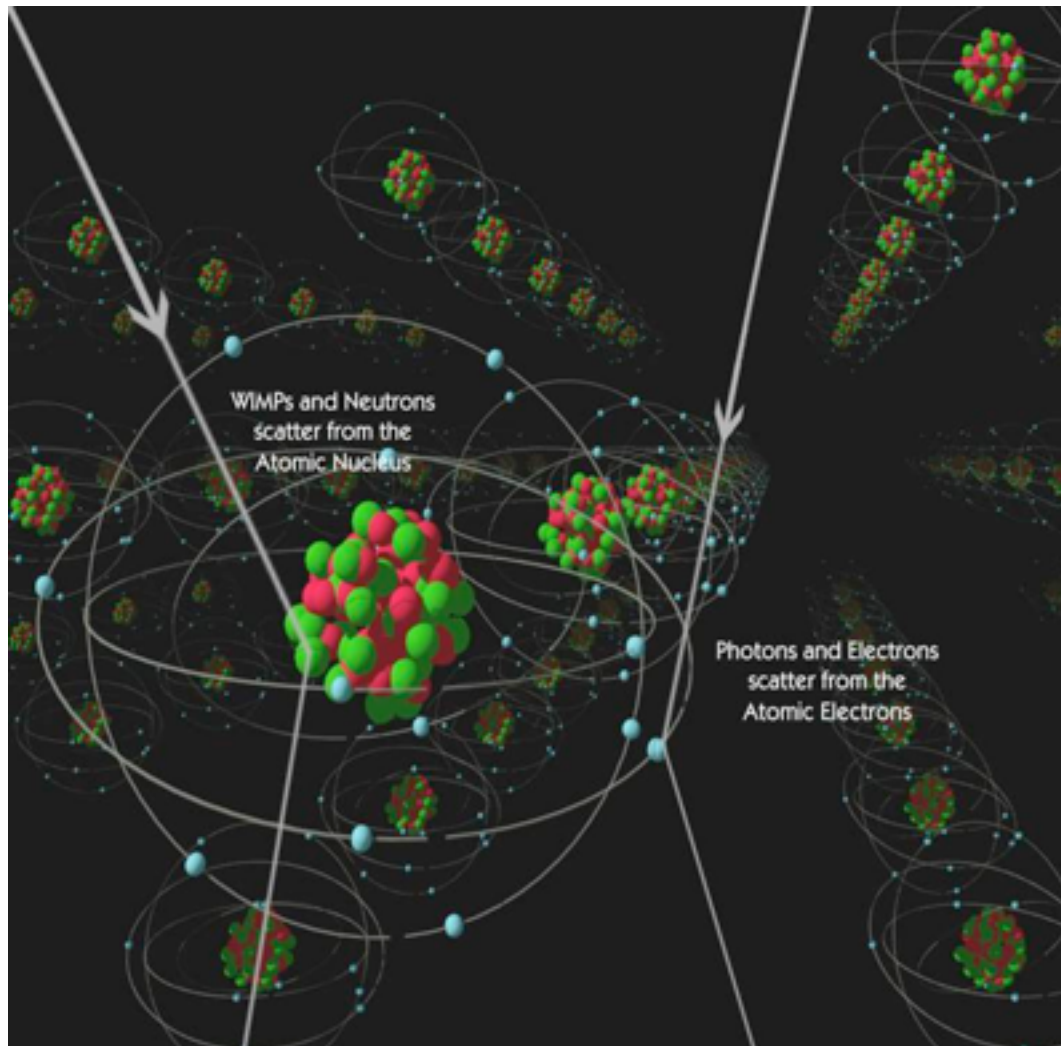 WIMPs and Neutrons
scatter from the
Atomic Nucleus
Photons and Electrons
scatter from the
Atomic Electrons